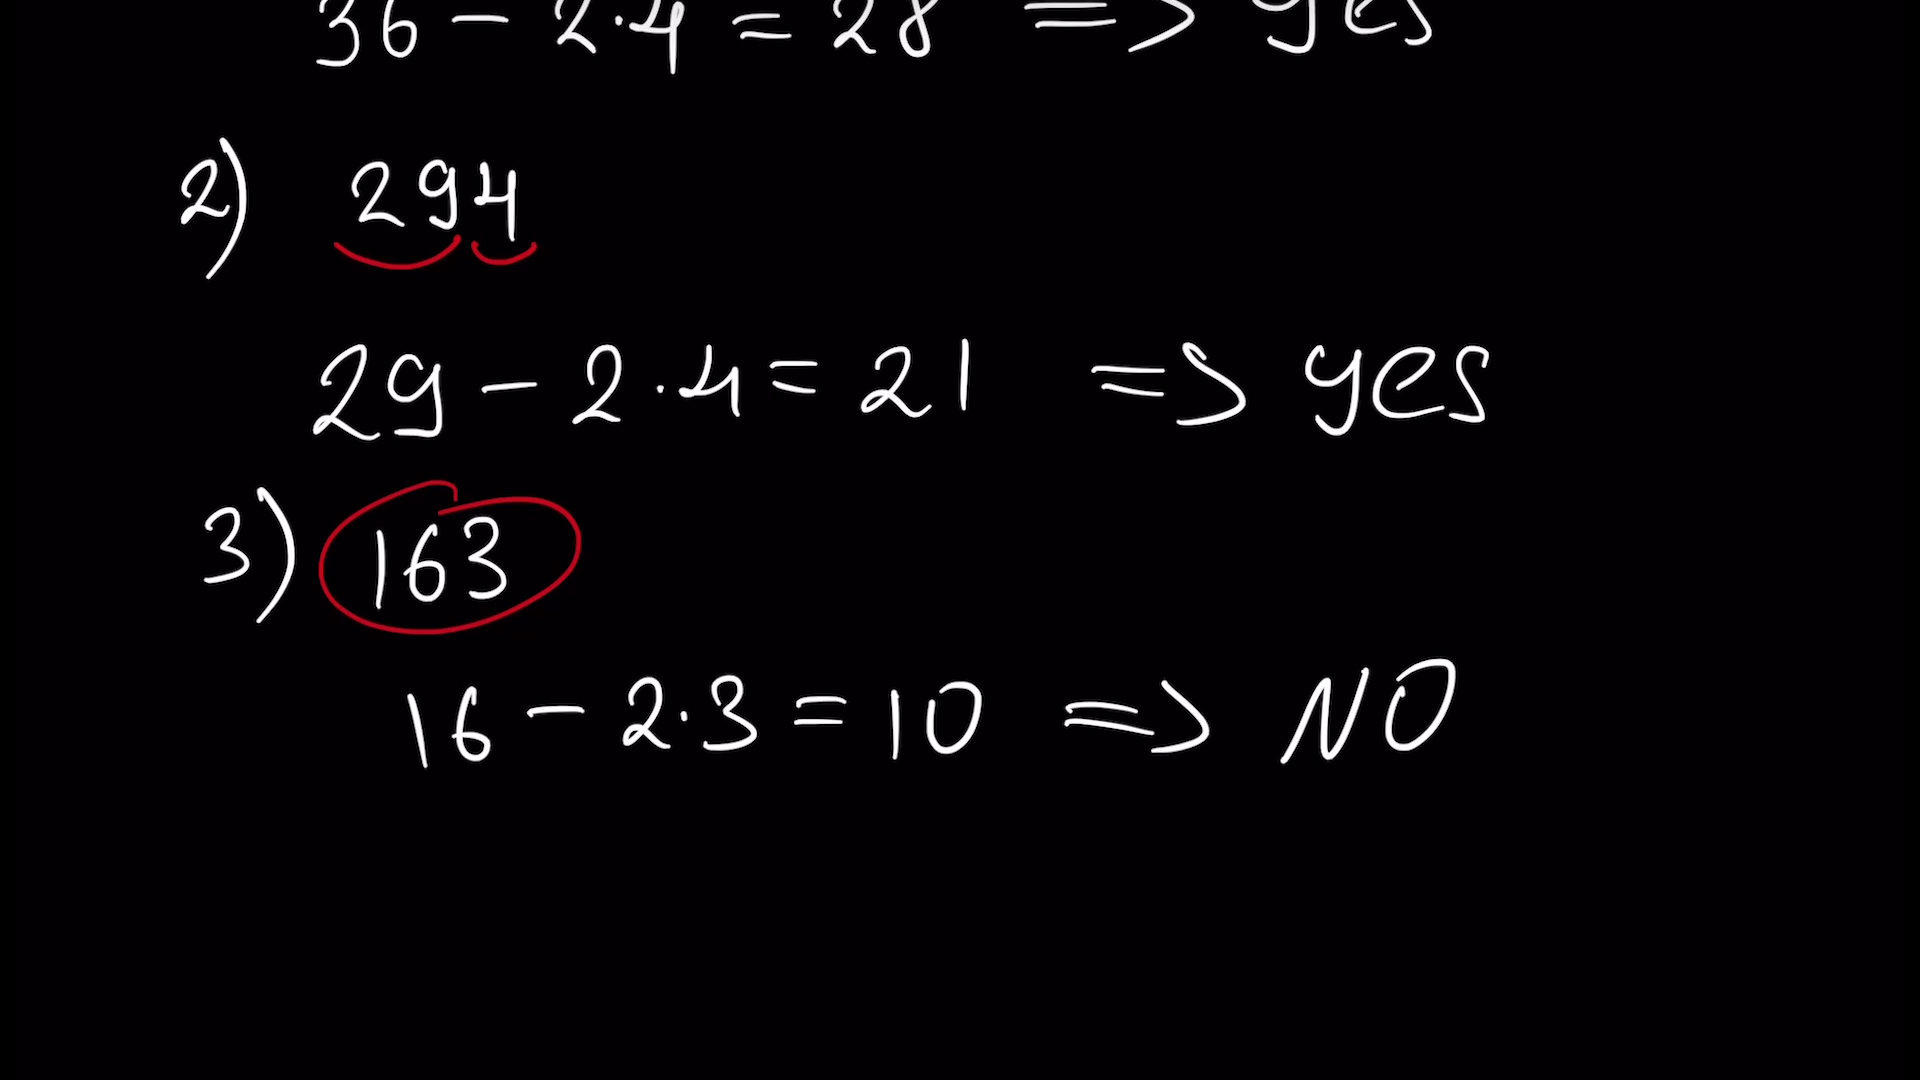 36 - 2·4 = 28 => yes
2) 294
29 - 2·4 = 21 => yes
3) 163
16 - 2·3 = 10 => NO